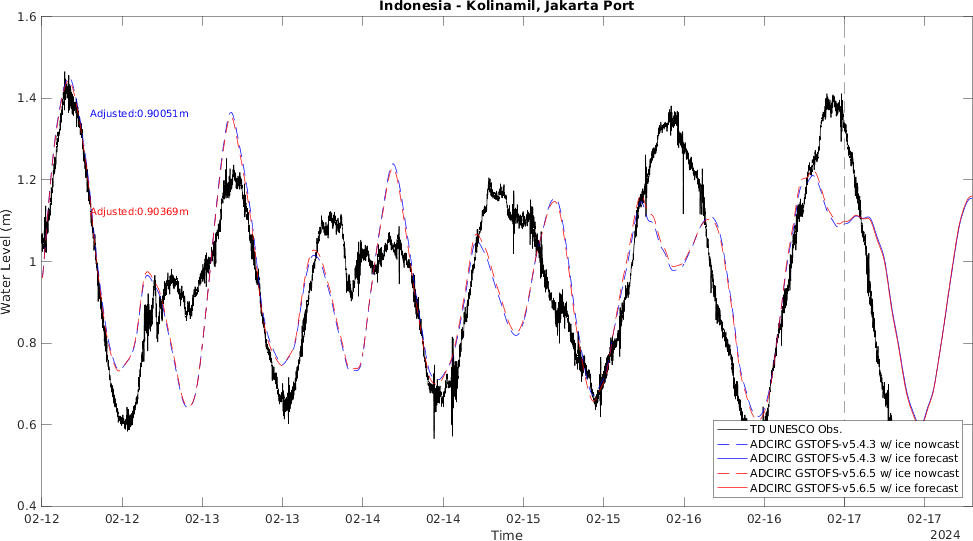 Indonesia - Kolinamil, Jakarta Port
1.6
1.4
1.2
1
0.8
0.6
0.4
Water Level (m)
Adjusted:0.90051m
Adjusted:0.90369m
TD UNESCO Obs.
ADCIRC GSTOFS-v5.4.3 w/ ice nowcast
ADCIRC GSTOFS-v5.4.3 w/ ice forecast
ADCIRC GSTOFS-v5.6.5 w/ ice nowcast
ADCIRC GSTOFS-v5.6.5 w/ ice forecast
02-12 02-12 02-13 02-13 02-14 02-14 02-15 02-15 02-16 02-16 02-17 02-17
Time
2024